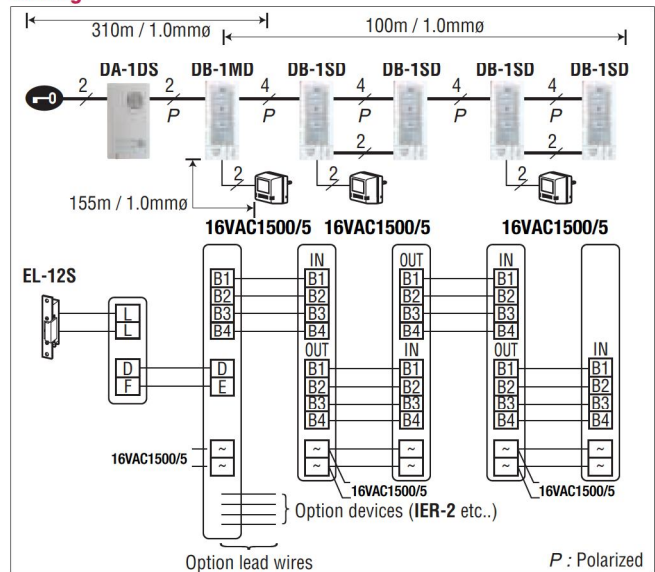 310m / 1.0mmø
100m / 1.0mmø
DA-1DS DB-1MD DB-1SD DB-1SD DB-1SD DB-1SD
2 2 4 4 4 4
P P P P P
2 2
2 2 2
155m / 1.0mmø
16VAC1500/5 16VAC1500/5 16VAC1500/5
EL-12S
IN OUT IN
B1 B1 B1 B1
B2 B2 B2 B2
B3 B3 B3 B3
B4 B4 B4 B4
L
L
OUT IN OUT IN
D D B1 B1 B1 B1
F E B2 B2 B2 B2
B3 B3 B3 B3
B4 B4 B4 B4
16VAC1500/5
~ ~ ~ ~ ~
~ ~ ~ ~ ~
16VAC1500/5 16VAC1500/5
Option devices (IER-2 etc..)
Option lead wires
P : Polarized